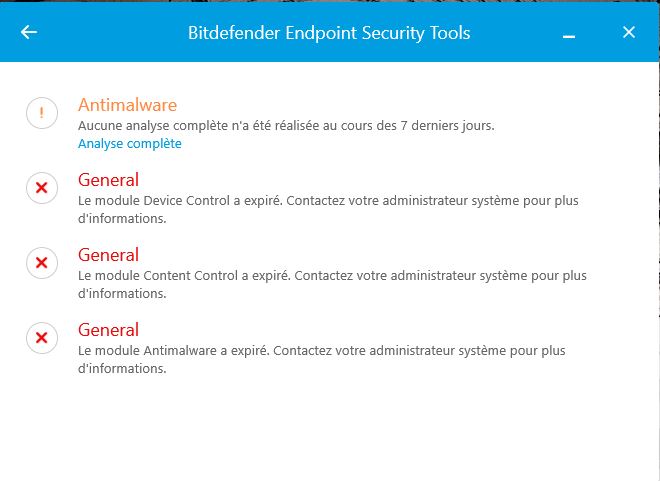 Bitdefender Endpoint Security Tools
Antimalware
Aucune analyse complète n'a été réalisée au cours des 7 derniers jours.
Analyse complète
General
Le module Device Control a expiré. Contactez votre administrateur système pour plus
d'informations.
General
Le module Content Control a expiré. Contactez votre administrateur système pour plus
d'informations.
General
Le module Antimalware a expiré. Contactez votre administrateur système pour plus
d'informations.